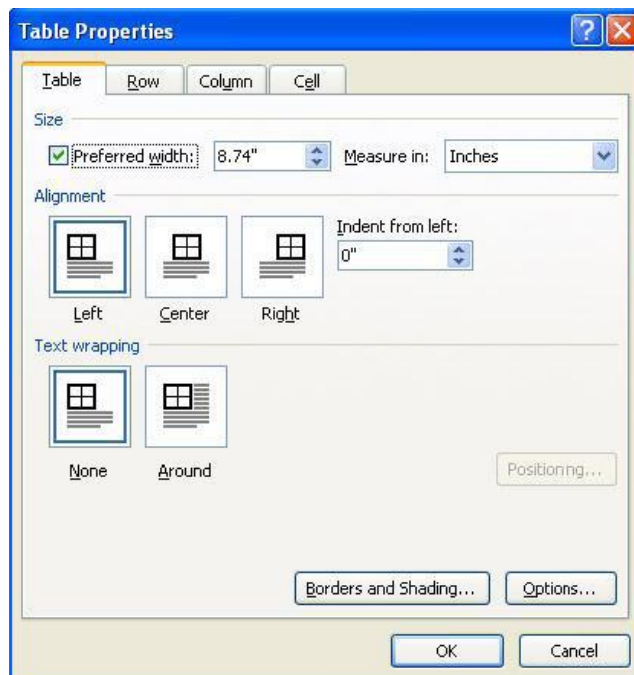 Table Properties
Table Row Column Cell
Size
Preferred width: 8.74" Measure in: Inches
Alignment
Indent from left:
0"
Left Center Right
Text wrapping
None Around
Positionng...
Borders and Shading... Options...
OK Cancel